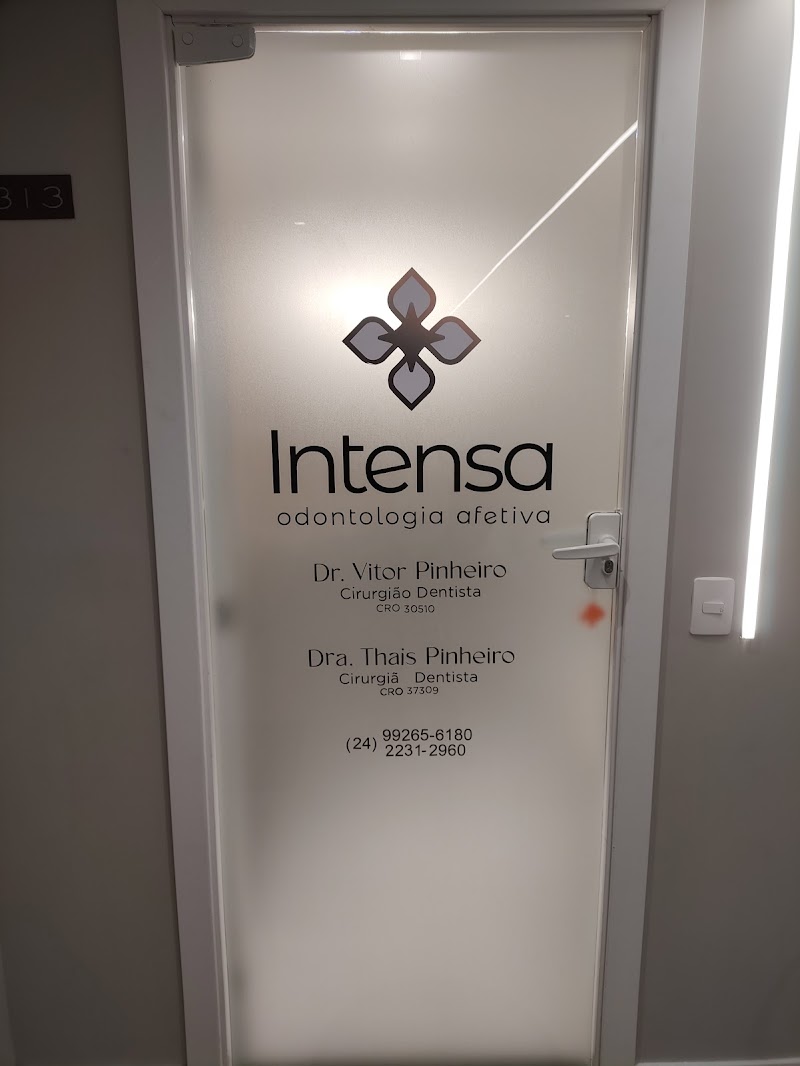 313
Intensa
odontologia afetiva
Dr. Vitor Pinheiro
Cirurgião Dentista
CRO 30510
Dra. Thais Pinheiro
Cirurgiã Dentista
CRO 37309
(24) 99265-6180
2231-2960